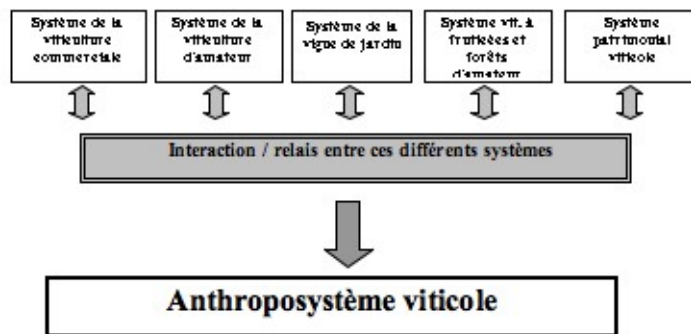 Système de la
viticulture
commerciale
Système de la
viticulture
d'amateur
Système de la
vigne de jardin
Système vit. à
fruticées et
forêts
d'amateur
Système
patrimonial
viticole
Interaction / relais entre ces différents systèmes
Anthroposystème viticole